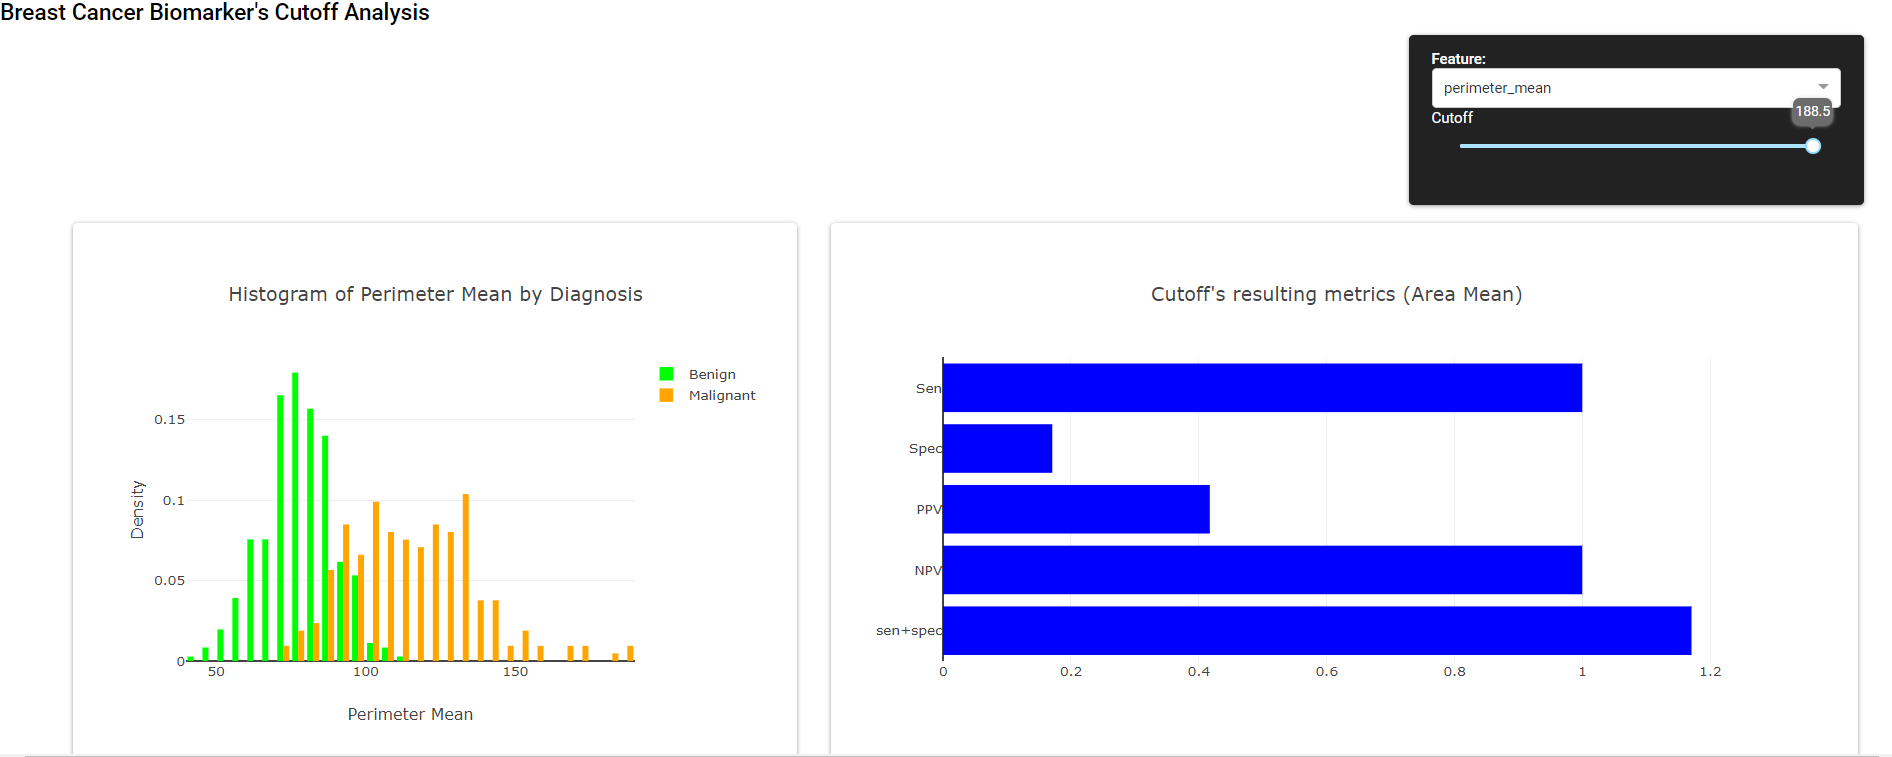 Breast Cancer Biomarker's Cutoff Analysis
Feature:
perimeter_mean
Cutoff
188.5
Histogram of Perimeter Mean by Diagnosis
Benign
Malignant
Density
0.15
0.1
0.05
0
50
100
150
Perimeter Mean
Cutoff's resulting metrics (Area Mean)
Sen
Spec
PPV
NPV
sen+spec
0
0.2
0.4
0.6
0.8
1
1.2